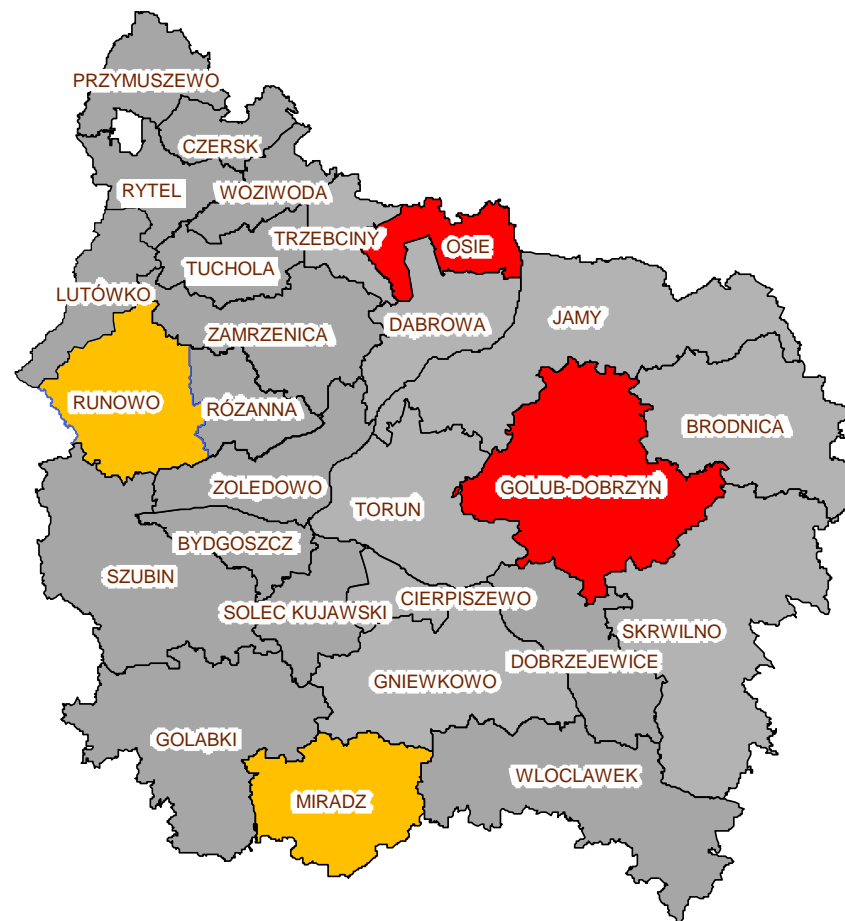 PRZYMUSZEWO
CZERSK
RYTEL
WOZIWODA
TRZEBCINY
OSIE
TUCHOLA
LUTÓWKO
ZAMRZENICA
DABROWA
JAMY
RUNOWO
RÓZANNA
BRODNICA
ZOLEDOWO
GOLUB-DOBRZYN
TORUN
BYDGOSZCZ
SZUBIN
CIERPISZEWO
SOLEC KUJAWSKI
SKRWILNO
DOBRZEJEWICE
GNIEWKOWO
GOLABKI
WLOCLAWEK
MIRADZ